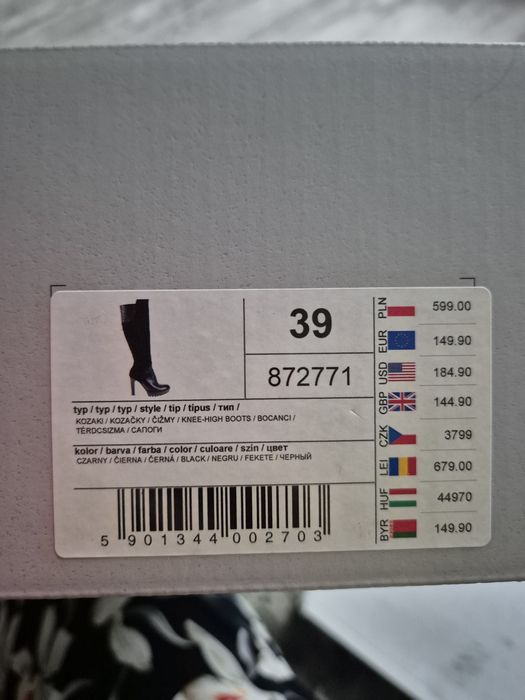 39
872771
typ / typ / typ / style / tip / tipus / тип /
KOZAKI / KOZAČKY / ČIŽMY / KNEE-HIGH BOOTS / BOCANCI /
TÉRDCSIZMA / САПОГИ
kolor / barva / farba / color / culoare / szin / цвет
CZARNY / ČIERNA / ČERNÁ / BLACK / NEGRU / FEKETE / ЧЕРНЫЙ
5 901344 002703
PLN 599.00
EUR 149.90
USD 184.90
GBP 144.90
CZK 3799
LEI 679.00
HUF 44970
BYR 149.90